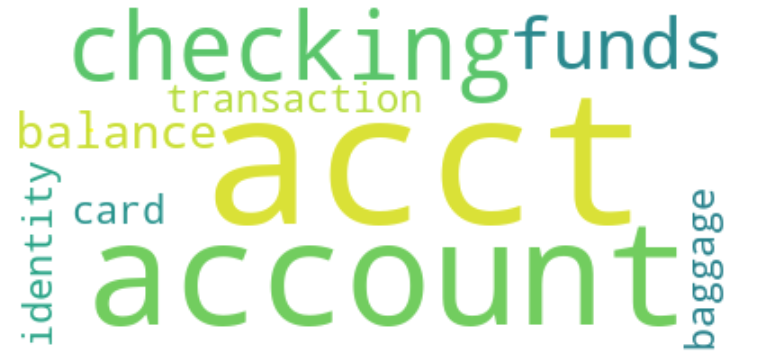 checking
funds
transaction
balance
acct
identity
card
baggage
account